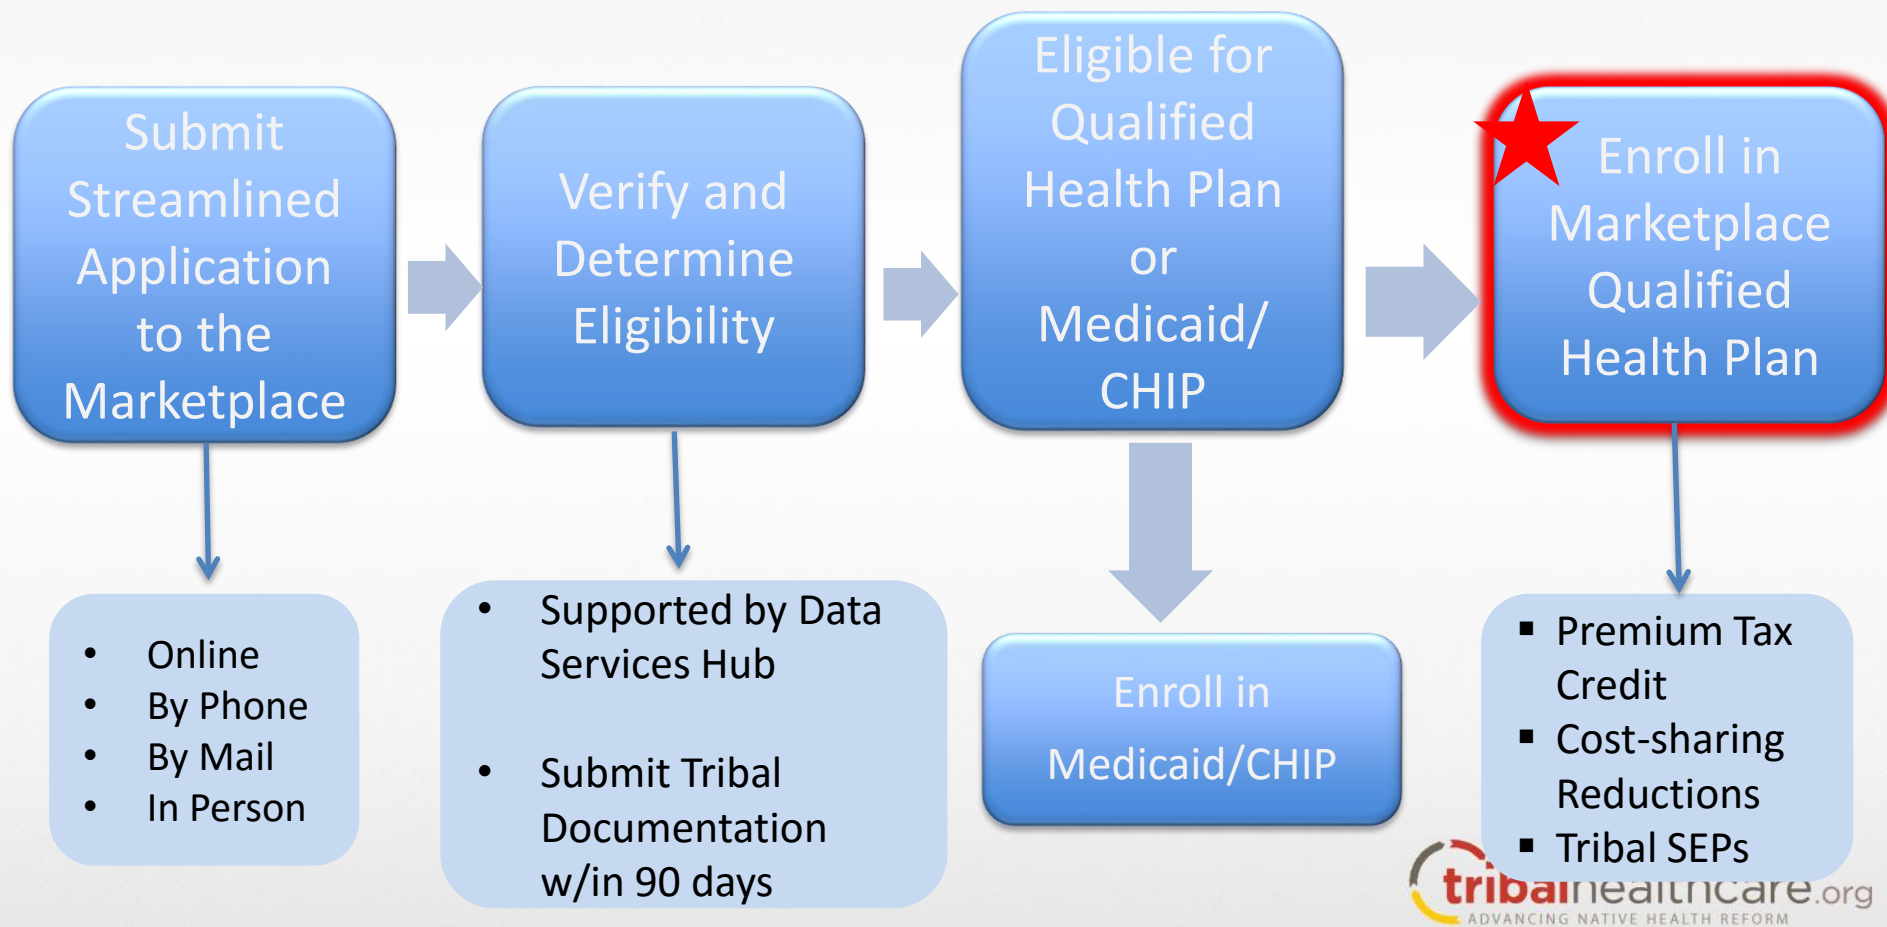 Submit
Streamlined
Application
to the
Marketplace
Verify and
Determine
Eligibility
Eligible for
Qualified
Health Plan
or
Medicaid/
CHIP
Enroll in
Marketplace
Qualified
Health Plan
• Online
• By Phone
• By Mail
• In Person
• Supported by Data
Services Hub
• Submit Tribal
Documentation
w/in 90 days
Enroll in
Medicaid/CHIP
▪ Premium Tax
Credit
▪ Cost-sharing
Reductions
▪ Tribal SEPs
tribalhealthcare.org
ADVANCING NATIVE HEALTH REFORM